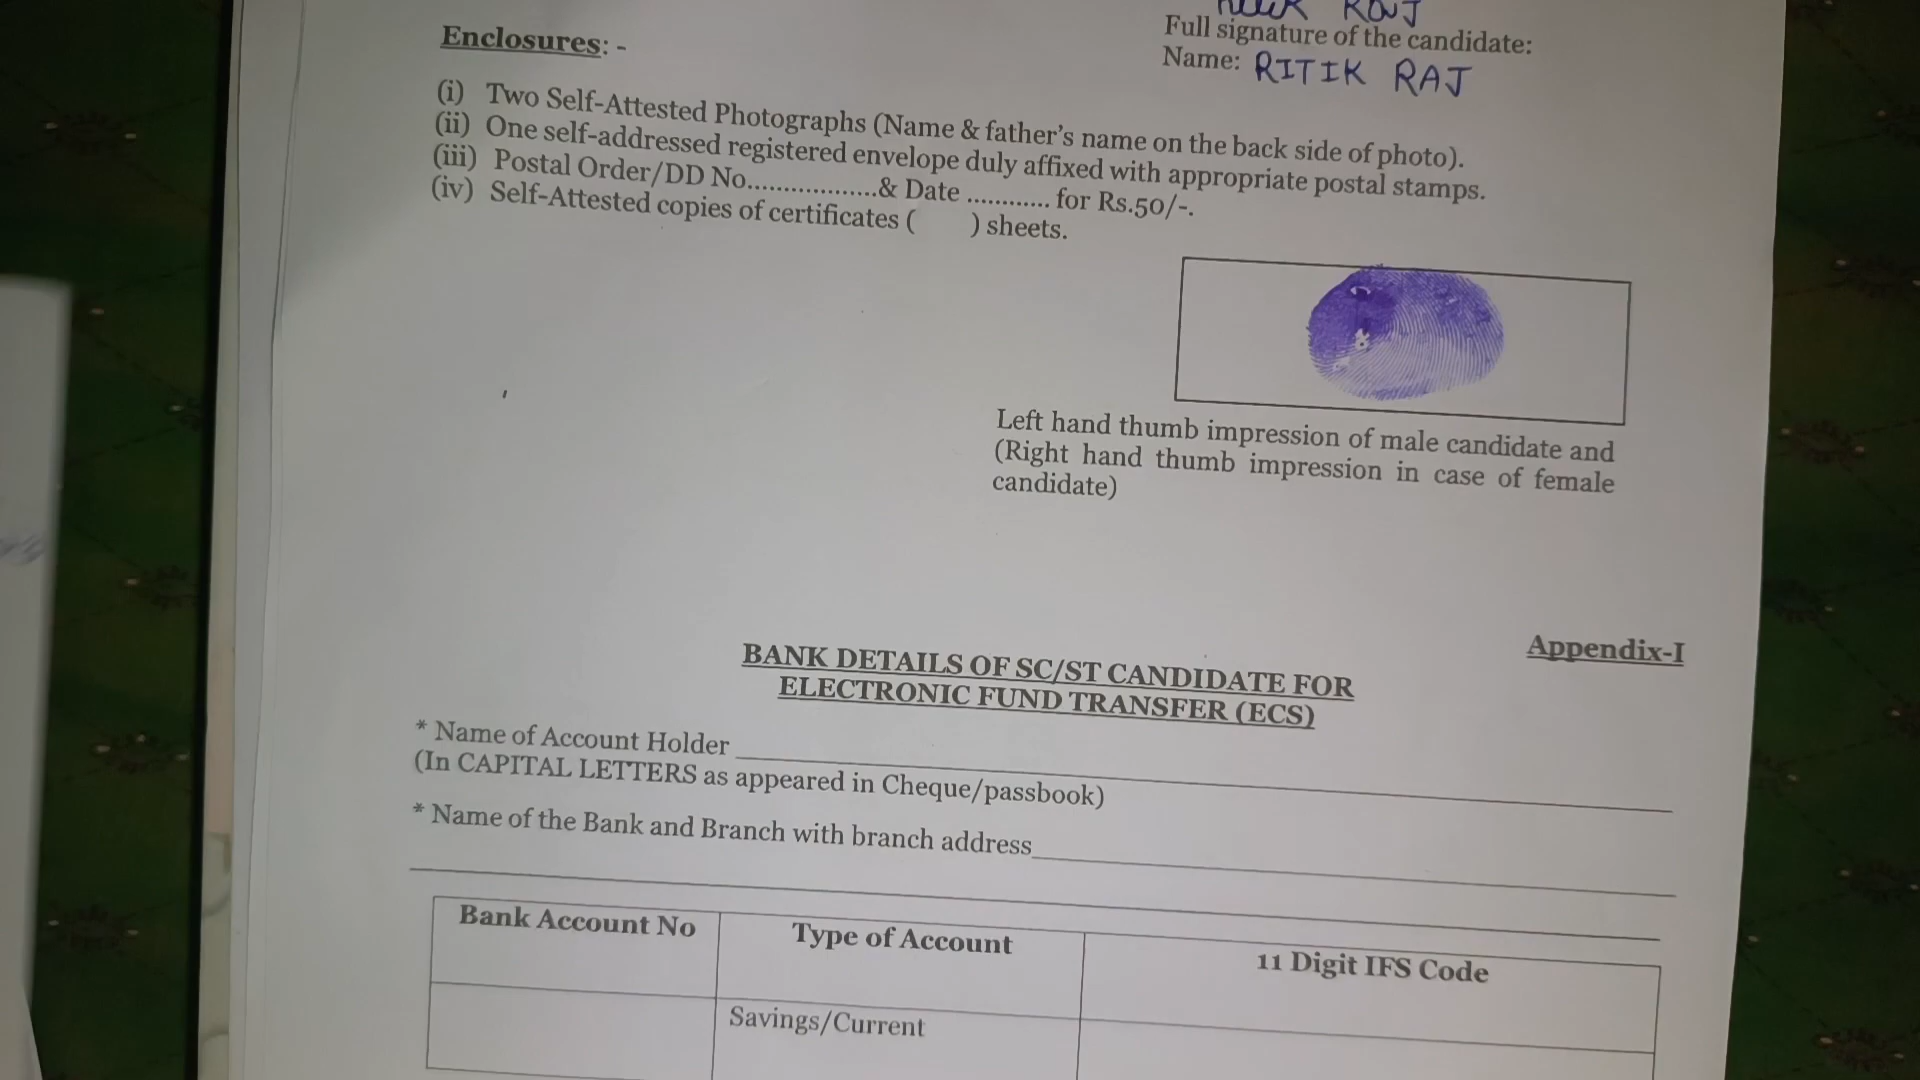 RITIK RAJ
Full signature of the candidate:
Name: RITIK RAJ
Enclosures: -
(i) Two Self-Attested Photographs (Name & father's name on the back side of photo).
(ii) One self-addressed registered envelope duly affixed with appropriate postal stamps.
(iii) Postal Order/DD No..................& Date ............ for Rs.50/-.
(iv) Self-Attested copies of certificates ( ) sheets.
Left hand thumb impression of male candidate and
(Right hand thumb impression in case of female
candidate)
Appendix-I
BANK DETAILS OF SC/ST CANDIDATE FOR
ELECTRONIC FUND TRANSFER (ECS)
* Name of Account Holder
(In CAPITAL LETTERS as appeared in Cheque/passbook)
* Name of the Bank and Branch with branch address
Bank Account No
Type of Account
11 Digit IFS Code
Savings/Current